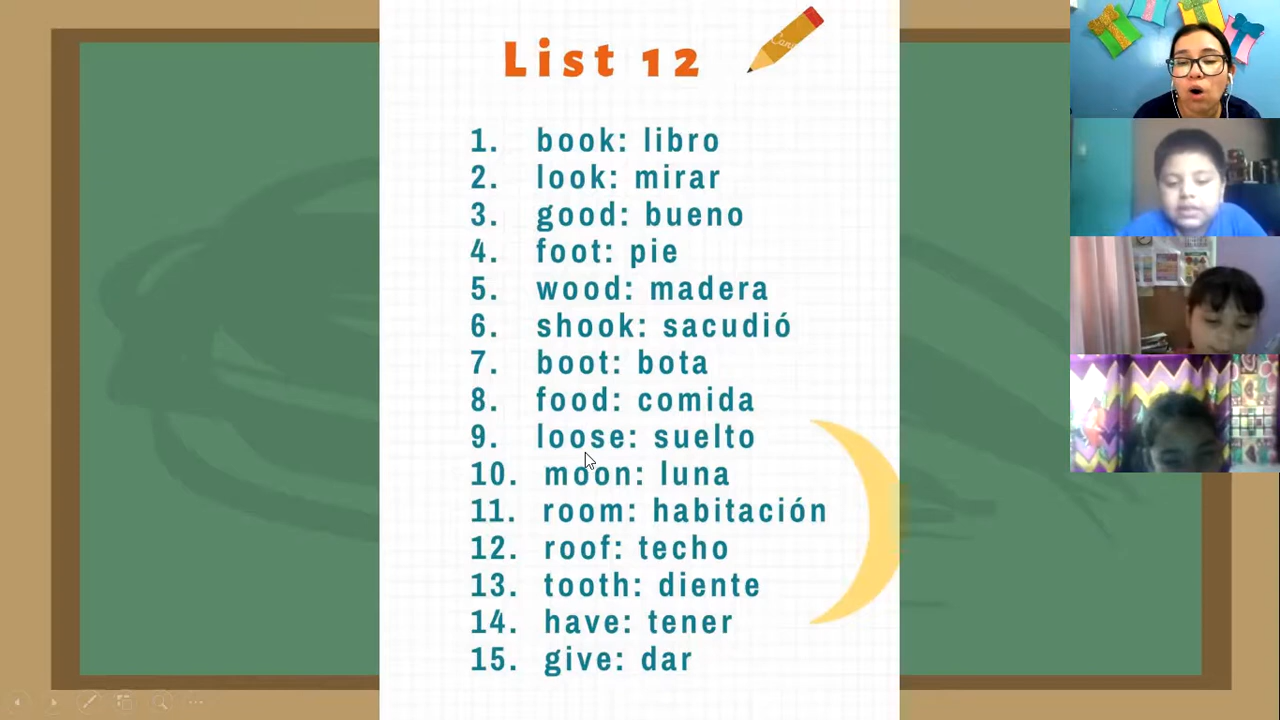 List 12
Canva
1. book: libro
2. look: mirar
3. good: bueno
4. foot: pie
5. wood: madera
6. shook: sacudió
7. boot: bota
8. food: comida
9. loose: suelto
10. moon: luna
11. room: habitación
12. roof: techo
13. tooth: diente
14. have: tener
15. give: dar